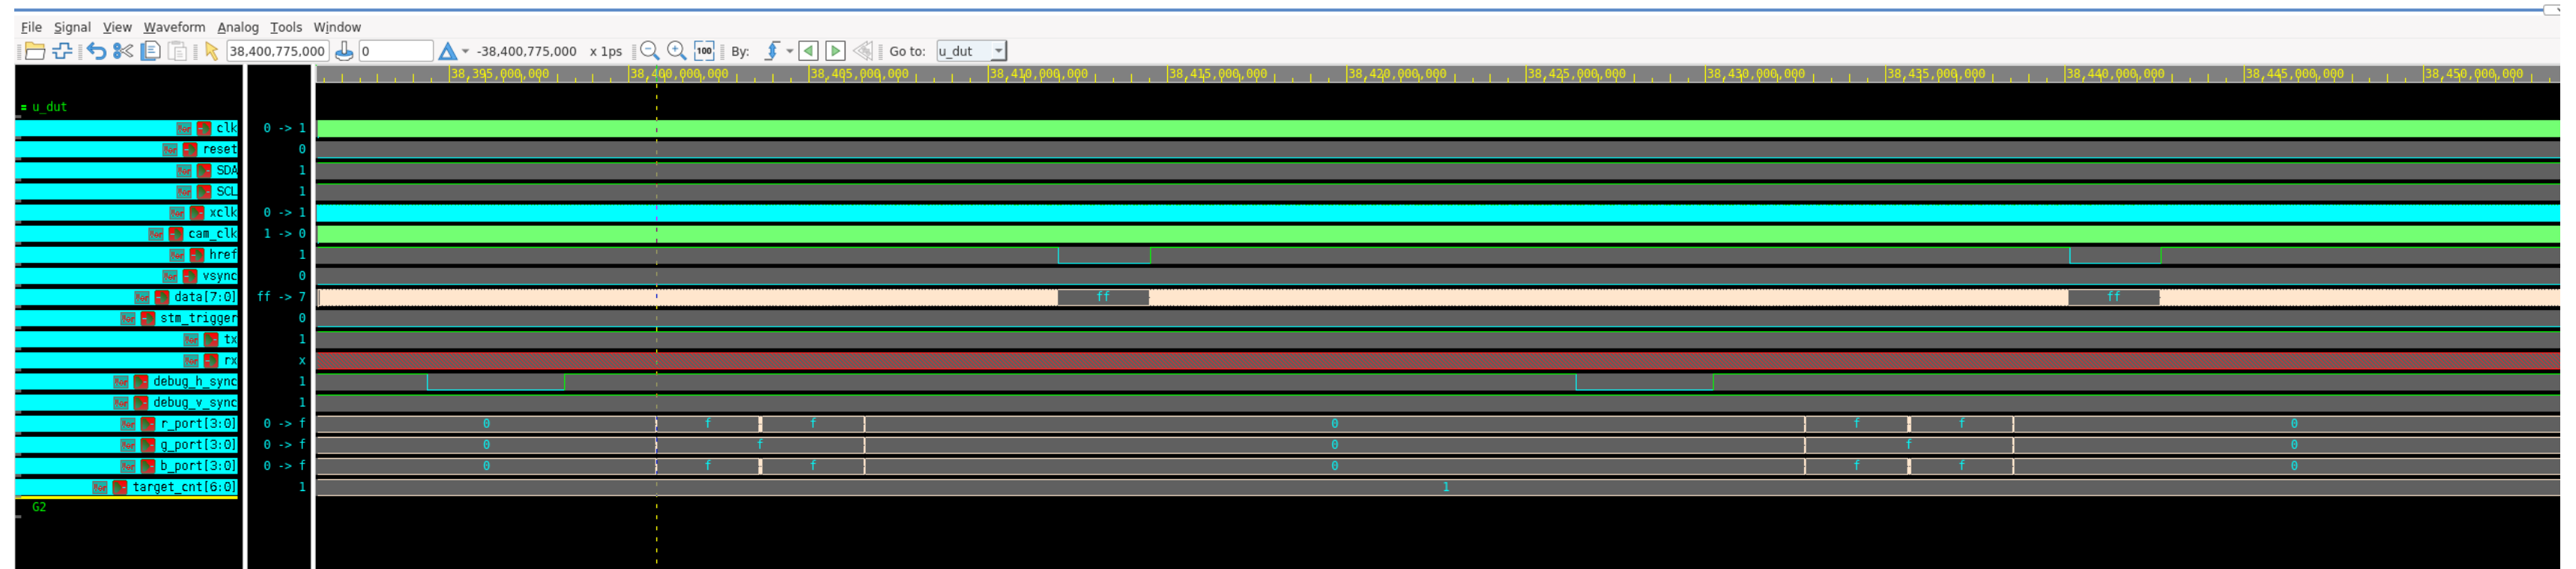 File Signal View Waveform Analog Tools Window
38,400,775,000 0 -38,400,775,000 x 1ps 100 By: Go to: u_dut
38,395,000,000 38,400,000,000 38,405,000,000 38,410,000,000 38,415,000,000 38,420,000,000 38,425,000,000 38,430,000,000 38,435,000,000 38,440,000,000 38,445,000,000 38,450,000,000
u_dut
clk 0 -> 1
reset 0
SDA 1
SCL 1
xclk 0 -> 1
cam_clk 1 -> 0
href 1
vsync 0
data[7:0] ff -> 7 ff ff
stm_trigger 0
tx 1
rx x
debug_h_sync 1
debug_v_sync 1
r_port[3:0] 0 -> f 0 f f 0 f f 0
g_port[3:0] 0 -> f 0 f 0 f 0
b_port[3:0] 0 -> f 0 f f 0 f f 0
target_cnt[6:0] 1 1
G2